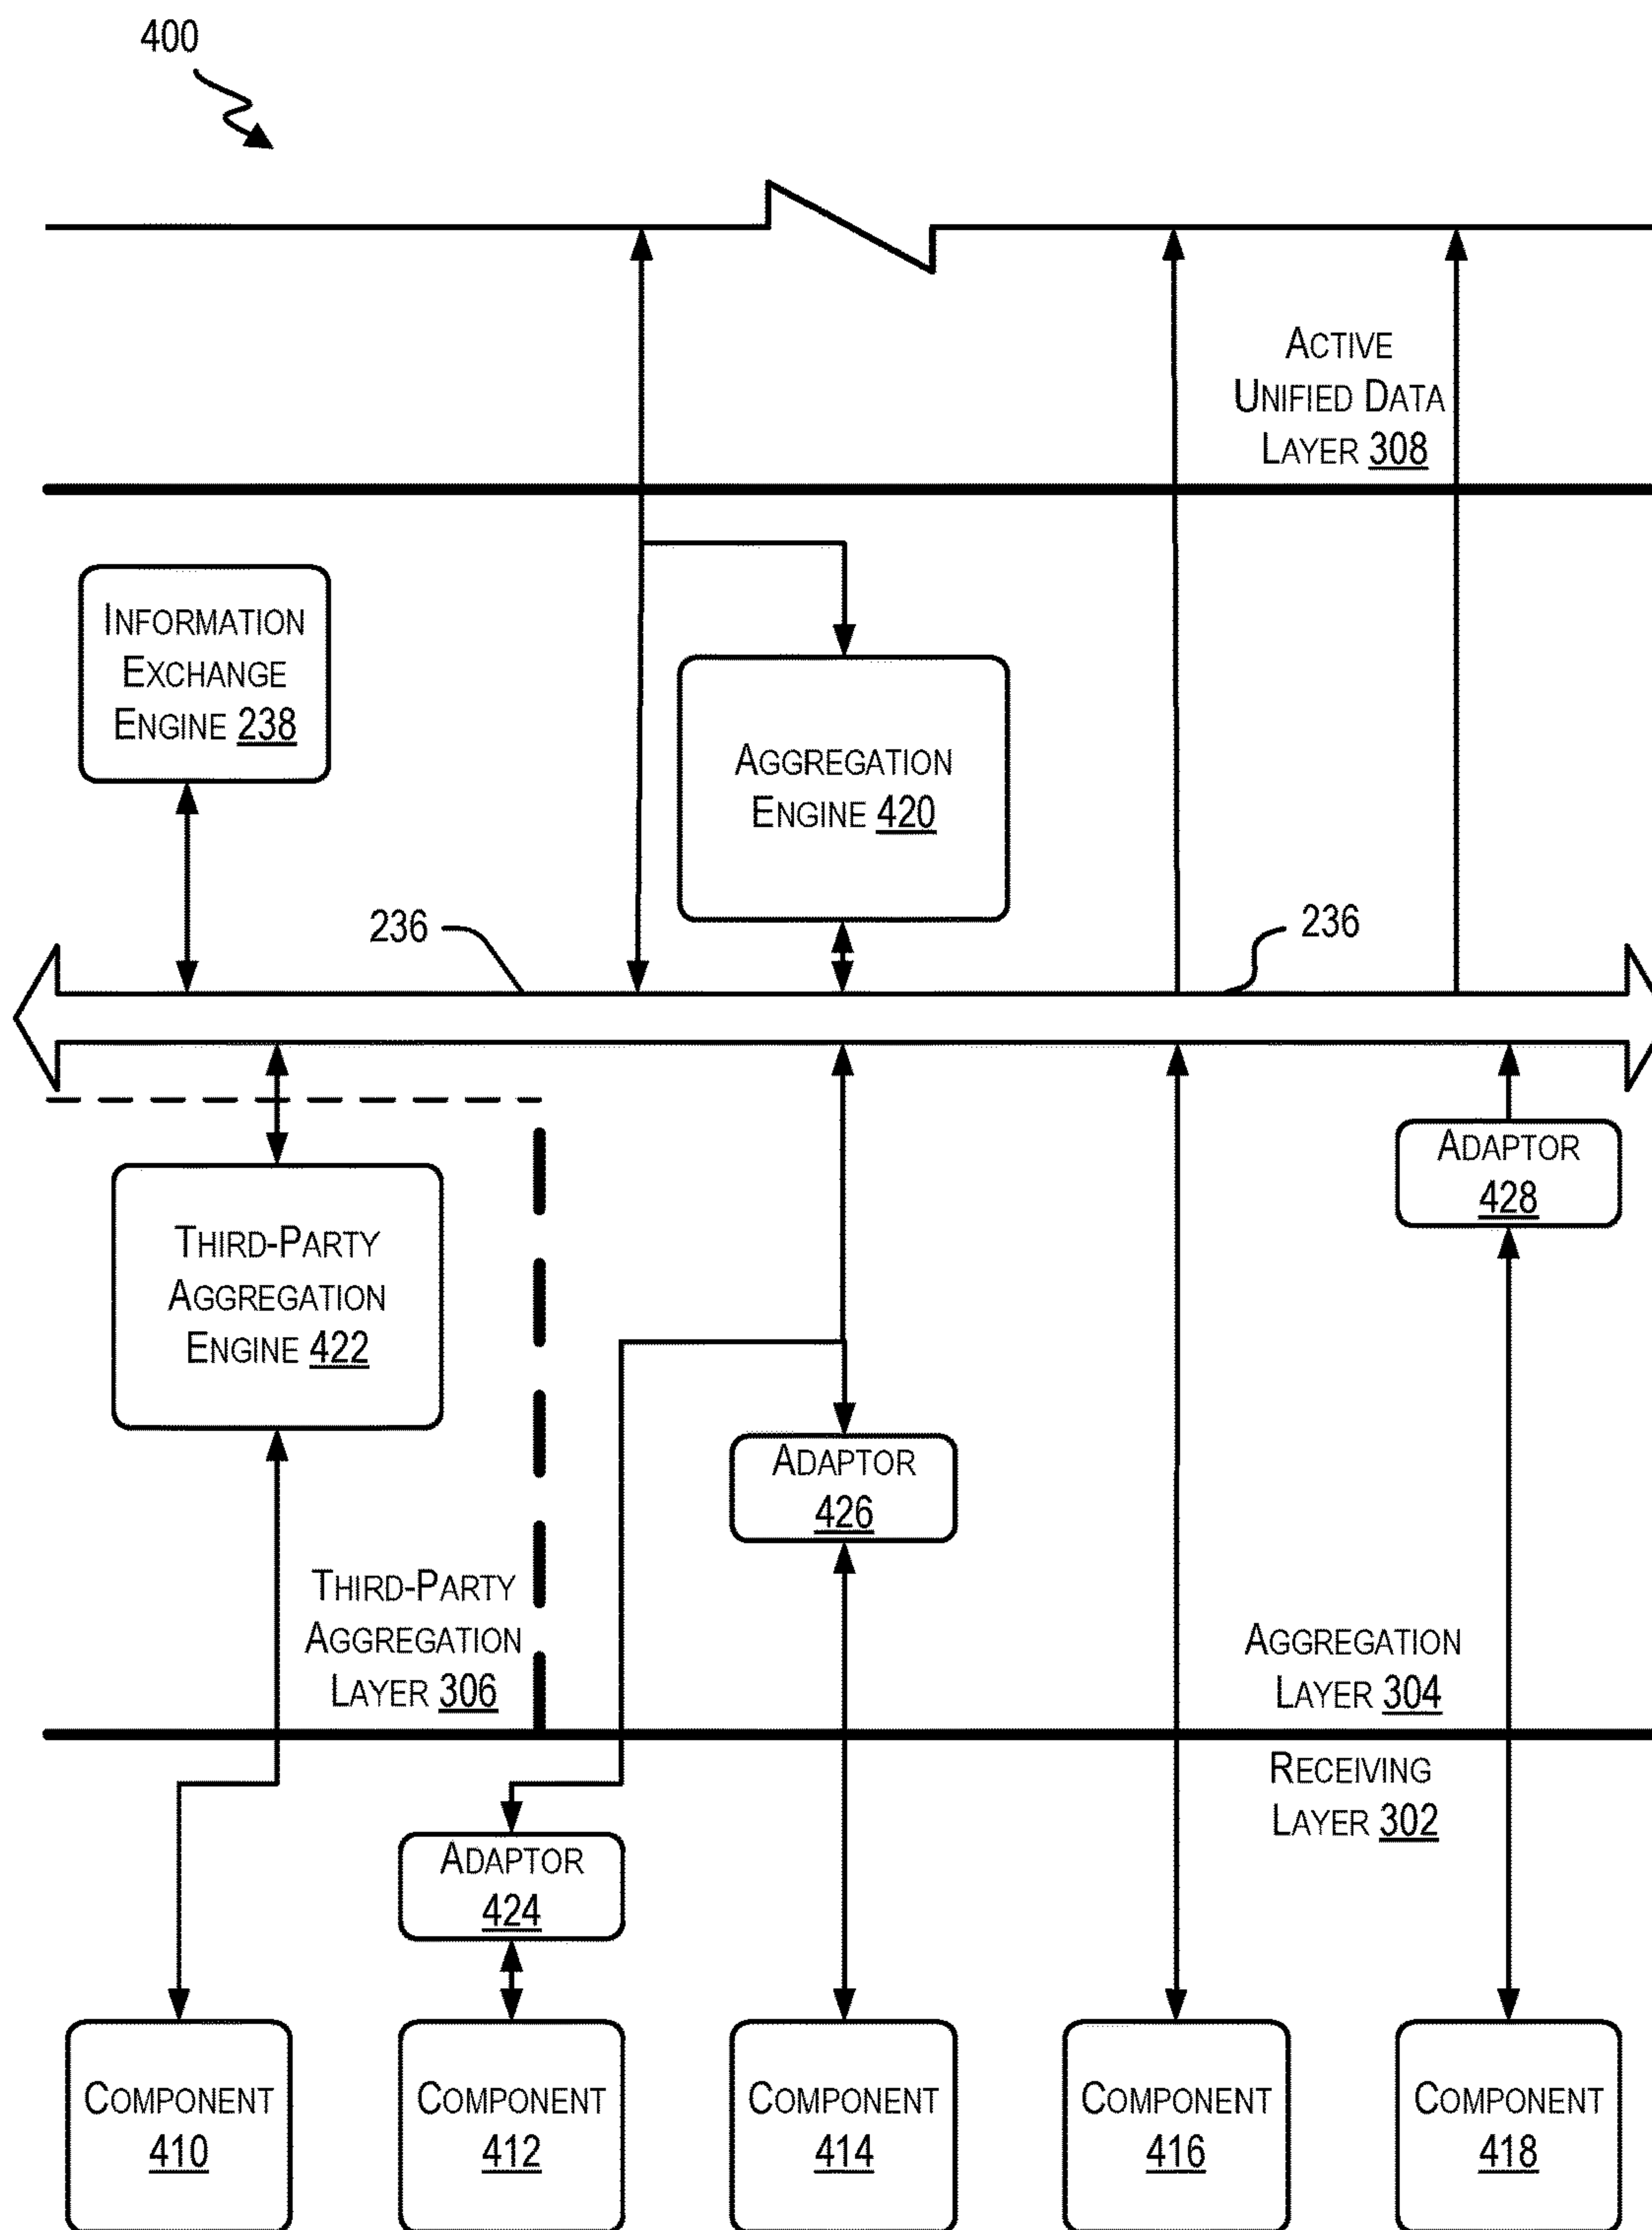 400
ACTIVE
UNIFIED DATA
LAYER 308
INFORMATION
EXCHANGE
ENGINE 238
AGGREGATION
ENGINE 420
236
236
ADAPTOR
428
THIRD-PARTY
AGGREGATION
ENGINE 422
ADAPTOR
426
THIRD-PARTY
AGGREGATION
LAYER 306
AGGREGATION
LAYER 304
RECEIVING
LAYER 302
ADAPTOR
424
COMPONENT
410
COMPONENT
412
COMPONENT
414
COMPONENT
416
COMPONENT
418